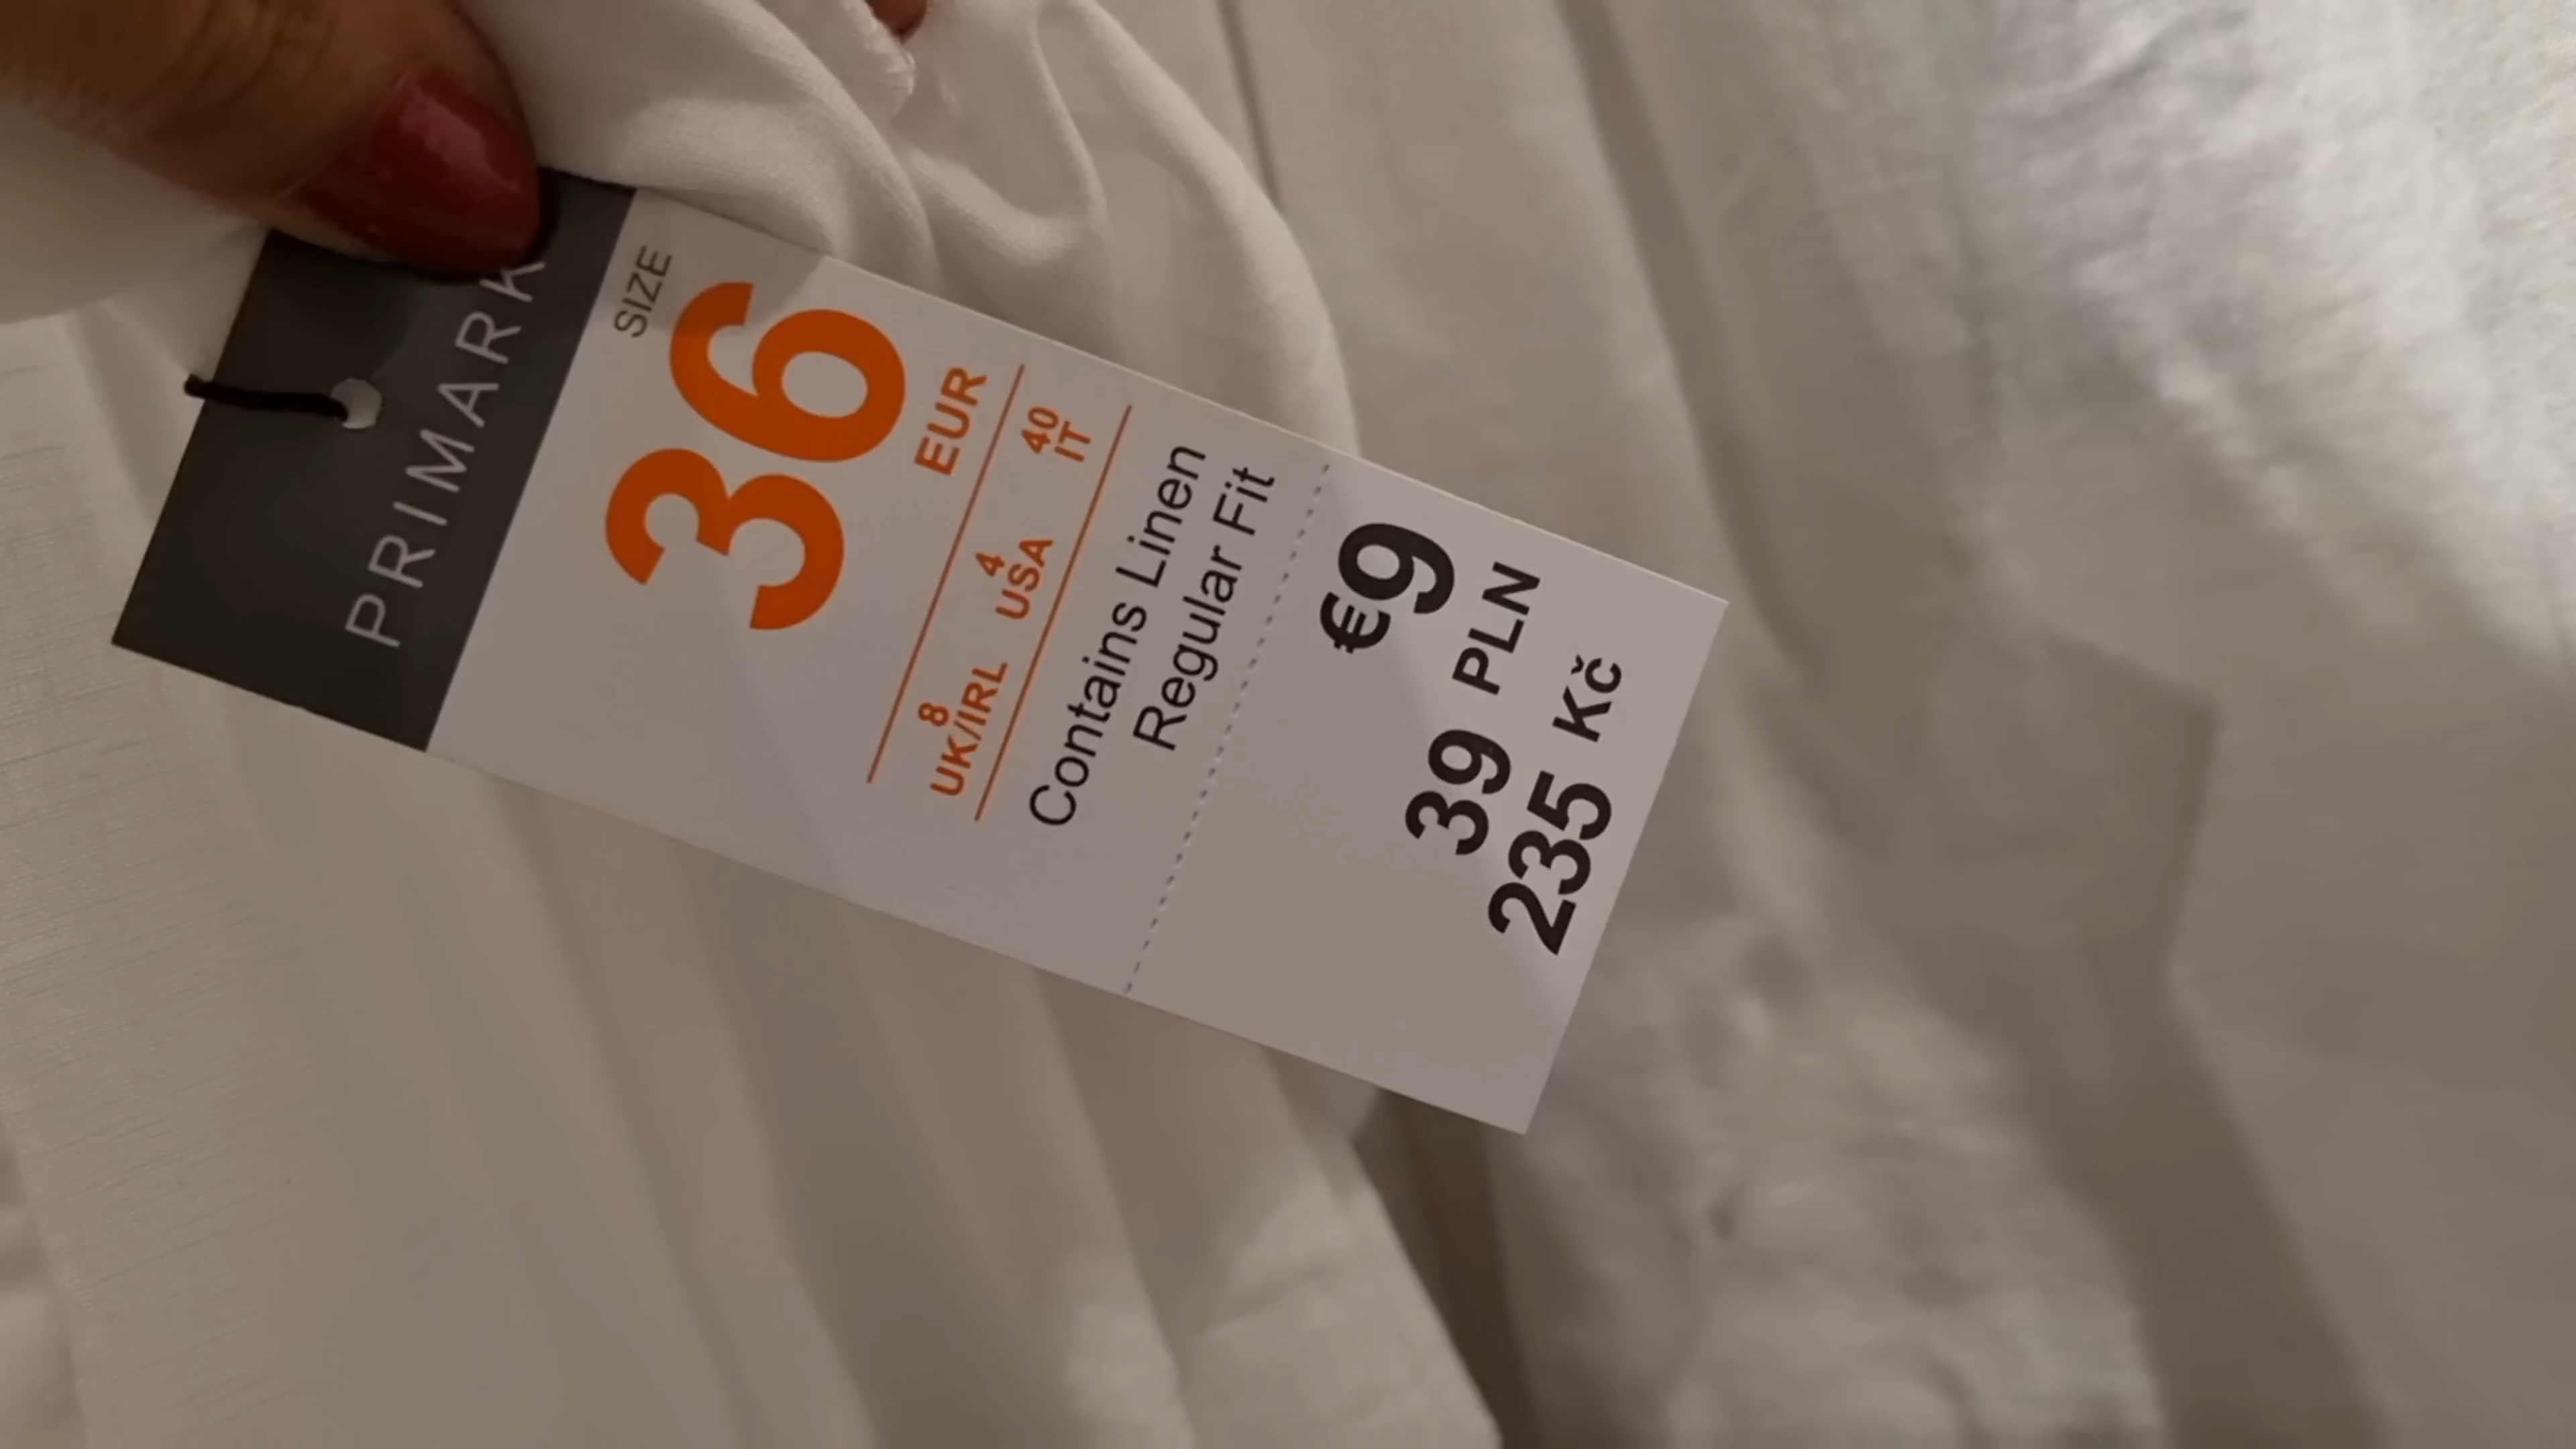 PRIMARK
SIZE
36
EUR
8 4 40
UK/IRL USA IT
Contains Linen
Regular Fit
€9
39 PLN
235 Kč